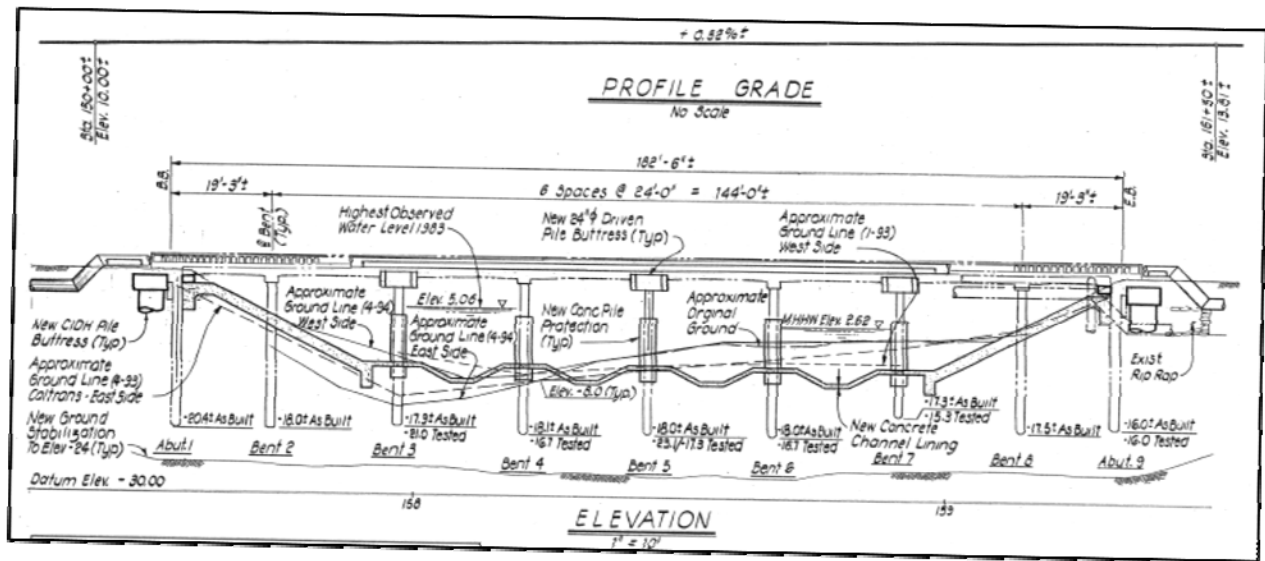 + 0.52%±
Sta. 150+00±
Elev. 10.00±
PROFILE GRADE
No Scale
Sta. 161+50±
Elev. 13.81±
182'-6"±
B.B.
19'-3"±
6 Spaces @ 24'-0" = 144'-0"±
19'-3"±
E.B.
℄ Bent
(Typ.)
Highest Observed
Water Level 1983
New 24"ϕ Driven
Pile Buttress (Typ)
Approximate
Ground Line (1-93)
West Side
Elev. 5.06
Approximate
Ground Line (4-94)
West Side
Approximate
Ground Line (4-94)
East Side
New Conc Pile
Protection
(Typ)
Approximate
Orginal
Ground
M.H.H.W Elev. 2.62
New CIDH Pile
Buttress (Typ)
Approximate
Ground Line (4-93)
Caltrans - East Side
New Ground
Stabilization
To Elev -24 (Typ)
Exist
Rip Rap
Elev. -5.0 (Typ.)
New Concrete
Channel Lining
-20.4± As Built
-18.0± As Built
-17.3± As Built
-21.0 Tested
-18.1± As Built
-16.7 Tested
-18.0± As Built
-23.1/-17.3 Tested
-18.0± As Built
-16.7 Tested
-17.3± As Built
-15.3 Tested
-17.5± As Built
-16.0± As Built
-16.0 Tested
Abut. 1
Bent 2
Bent 3
Bent 4
Bent 5
Bent 6
Bent 7
Bent 8
Abut. 9
Datum Elev. - 30.00
158
159
ELEVATION
1" = 10'